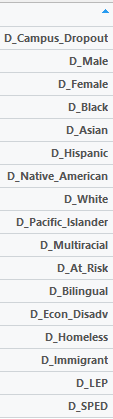 D_Campus_Dropout
D_Male
D_Female
D_Black
D_Asian
D_Hispanic
D_Native_American
D_White
D_Pacific_Islander
D_Multiracial
D_At_Risk
D_Bilingual
D_Econ_Disadv
D_Homeless
D_Immigrant
D_LEP
D_SPED